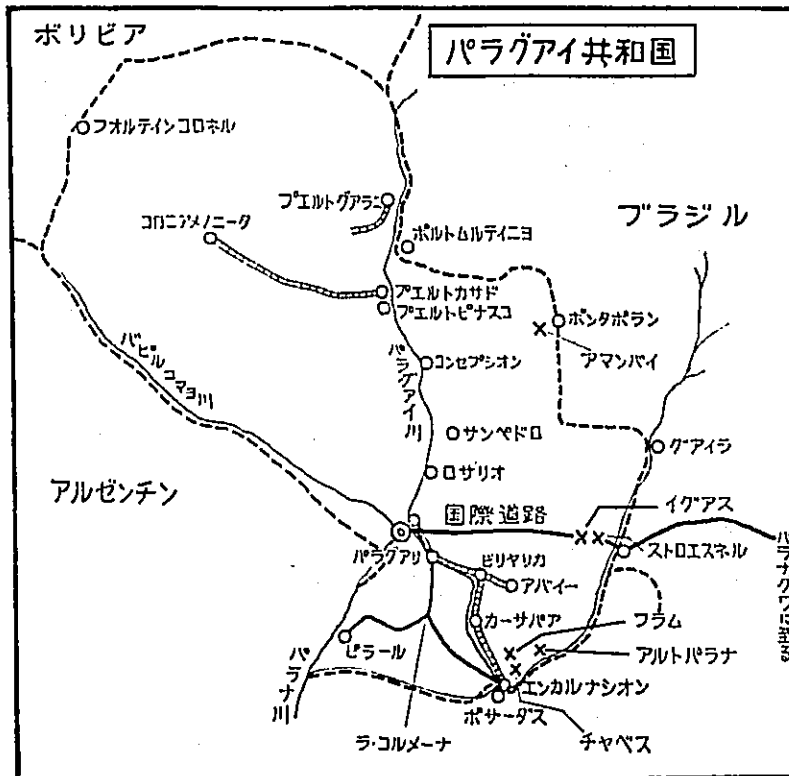 ボリビア
パラグアイ共和国
フオルテインコロネル
プエルトグアラニ
ブラジル
コロニアメノニータ
ポルトムルティニヨ
プエルトカサド
プエルトピナスコ
ポンタポラン
アマンバイ
パラグアイ川
コンセプシオン
バピルコマヨ川
サンペドロ
グアイラ
ロザリオ
アルゼンチン
イグアス
国際道路
ストロエスネル
パラナグワに至る
パラグアリ
ビリヤリカ
アバイー
カーサパア
フラム
ピラール
アルトパラナ
パラナ川
エンカルナシオン
ポサーダス
ラ・コルメーナ
チャベス